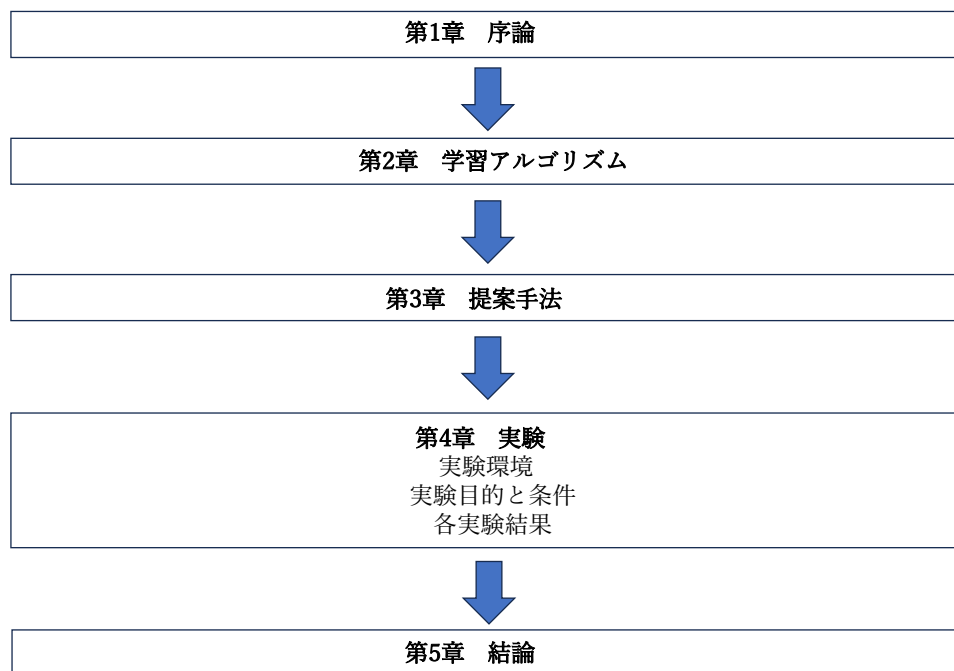 第1章　序論
第2章　学習アルゴリズム
第3章　提案手法
第4章　実験
実験環境
実験目的と条件
各実験結果
第5章　結論